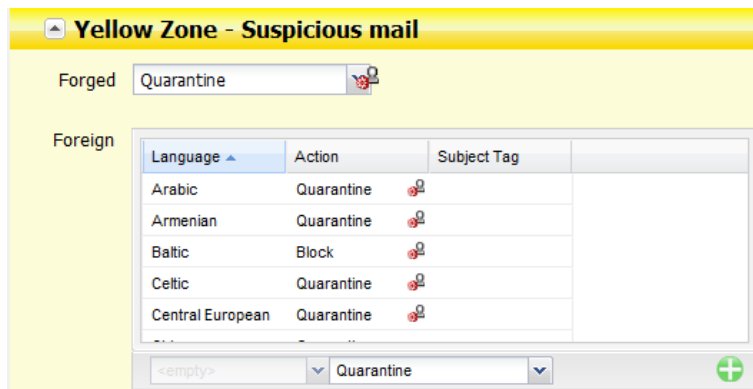 Yellow Zone - Suspicious mail
Forged Quarantine
Foreign
Language Action Subject Tag
Arabic Quarantine
Armenian Quarantine
Baltic Block
Celtic Quarantine
Central European Quarantine
<empty> Quarantine